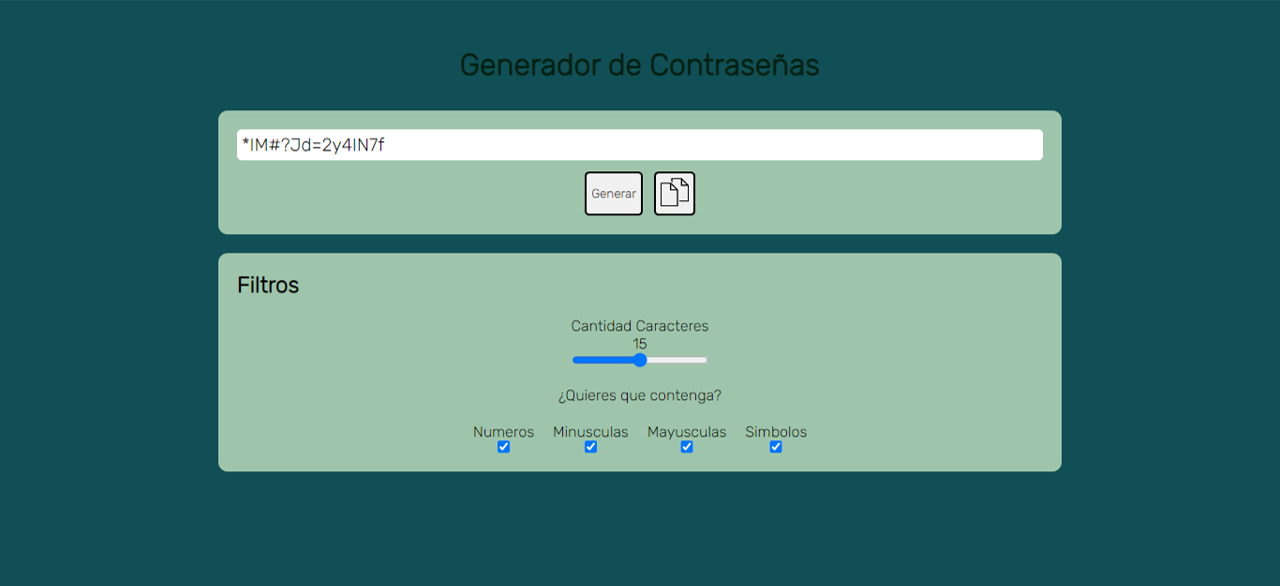 Generador de Contraseñas
*IM#?Jd=2y4IN7f
Generar
Filtros
Cantidad Caracteres
15
¿Quieres que contenga?
Numeros Minusculas Mayusculas Simbolos